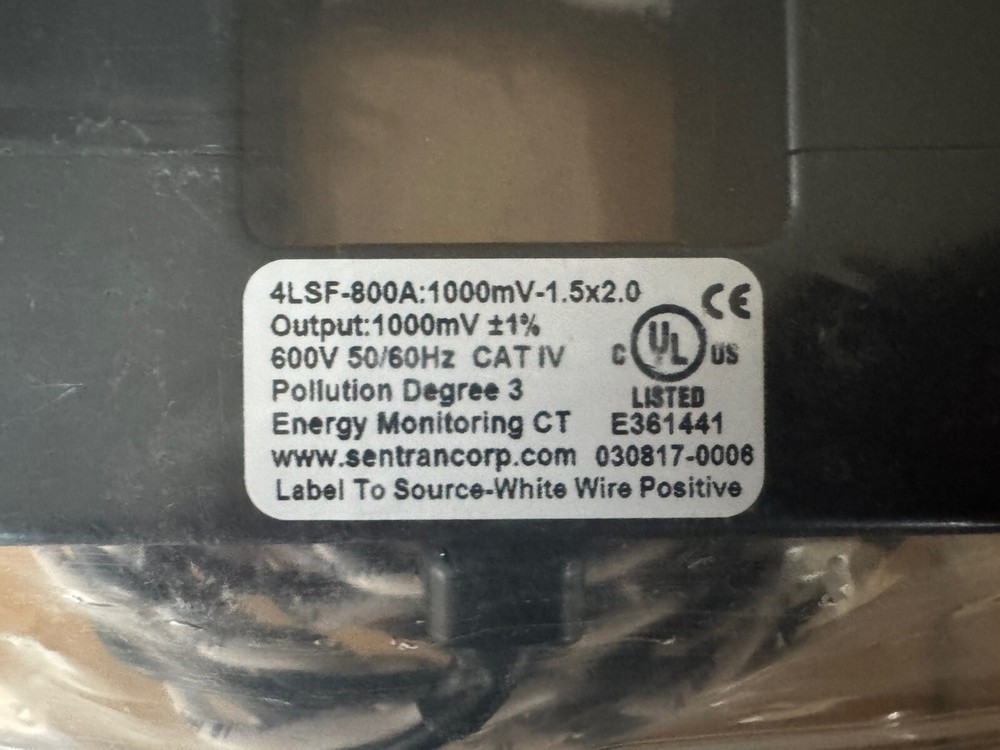 4LSF-800A:1000mV-1.5x2.0
CE
Output:1000mV ±1%
600V 50/60Hz CAT IV
C UL US
Pollution Degree 3
LISTED
Energy Monitoring CT E361441
www.sentrancorp.com 030817-0006
Label To Source-White Wire Positive